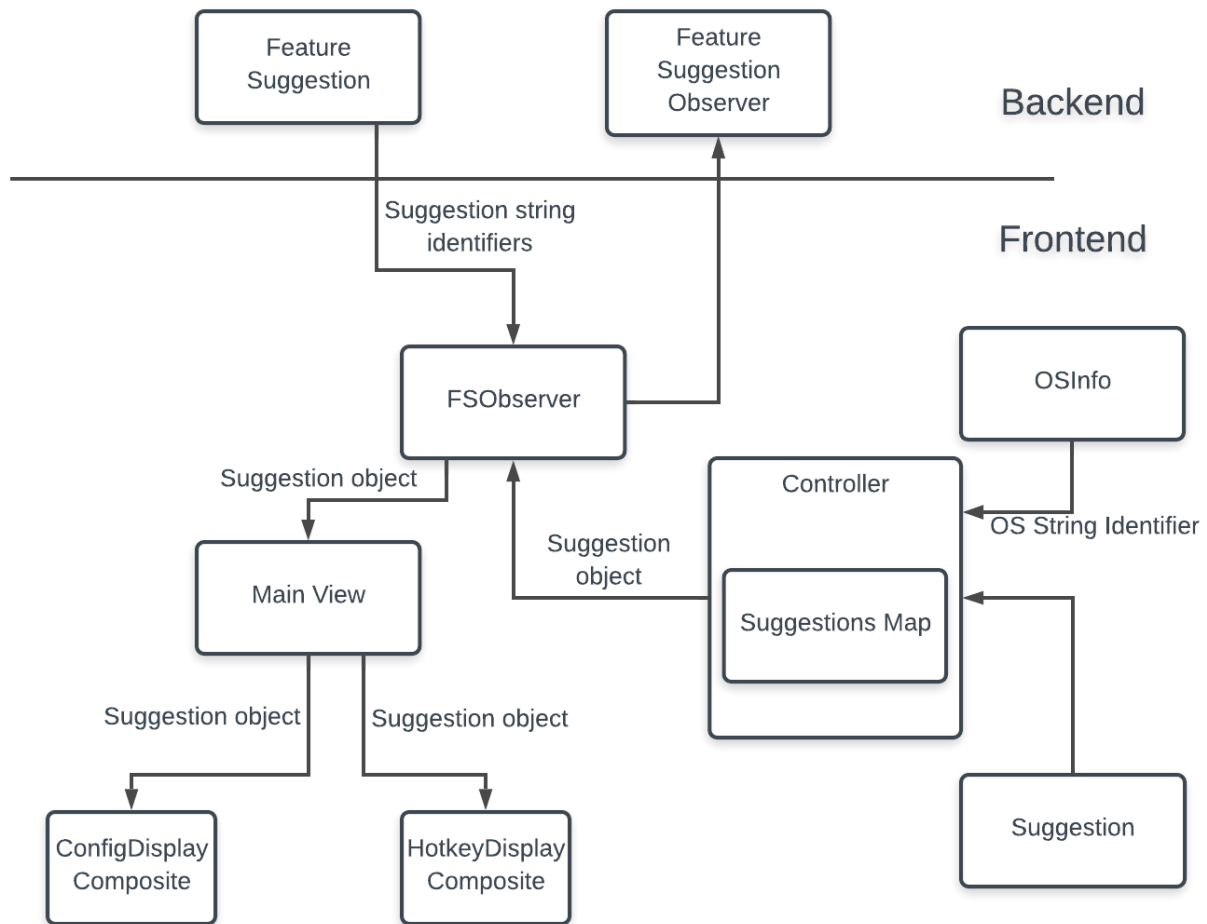 Feature
Suggestion
Feature
Suggestion
Observer
Backend
Suggestion string
identifiers
Frontend
FSObserver
OSInfo
Suggestion object
Controller
OS String Identifier
Suggestion
object
Main View
Suggestions Map
Suggestion object
Suggestion object
ConfigDisplay
Composite
HotkeyDisplay
Composite
Suggestion